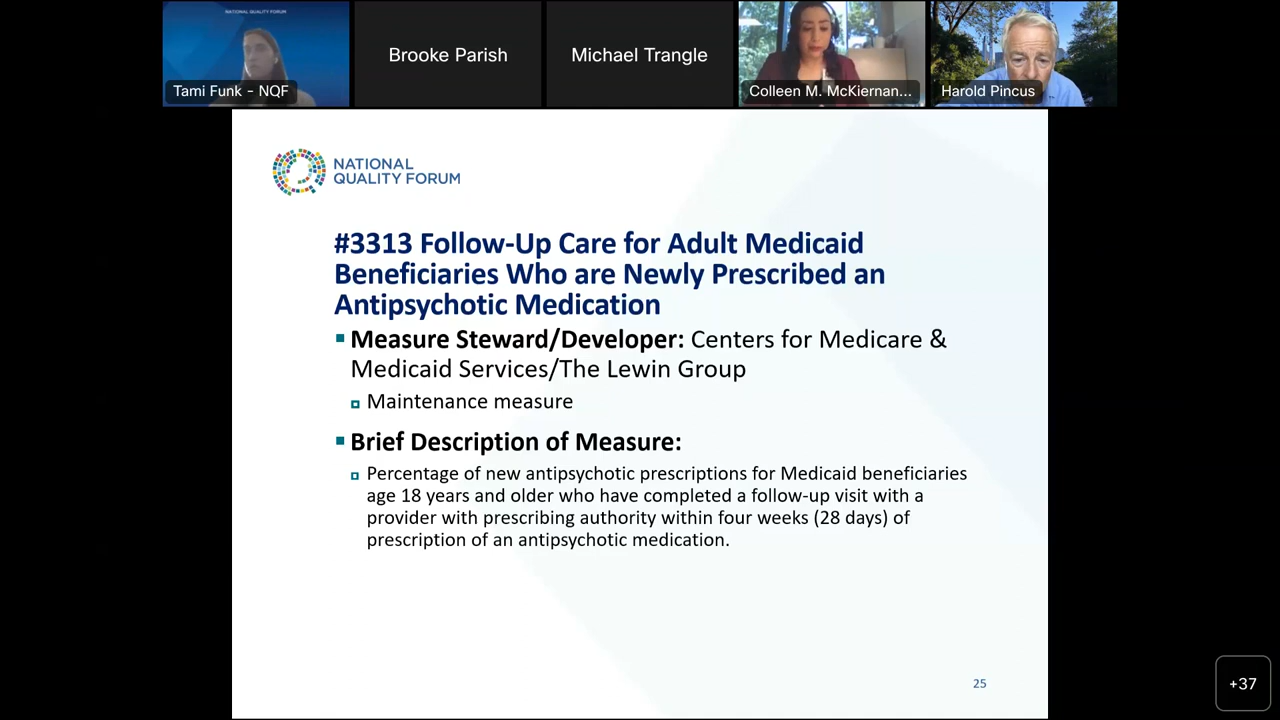 NATIONAL QUALITY FORUM
Tami Funk - NQF
Brooke Parish
Michael Trangle
Colleen M. McKiernan...
Harold Pincus
NATIONAL
QUALITY FORUM
#3313 Follow-Up Care for Adult Medicaid
Beneficiaries Who are Newly Prescribed an
Antipsychotic Medication
Measure Steward/Developer: Centers for Medicare &
Medicaid Services/The Lewin Group
Maintenance measure
Brief Description of Measure:
Percentage of new antipsychotic prescriptions for Medicaid beneficiaries
age 18 years and older who have completed a follow-up visit with a
provider with prescribing authority within four weeks (28 days) of
prescription of an antipsychotic medication.
25
+37